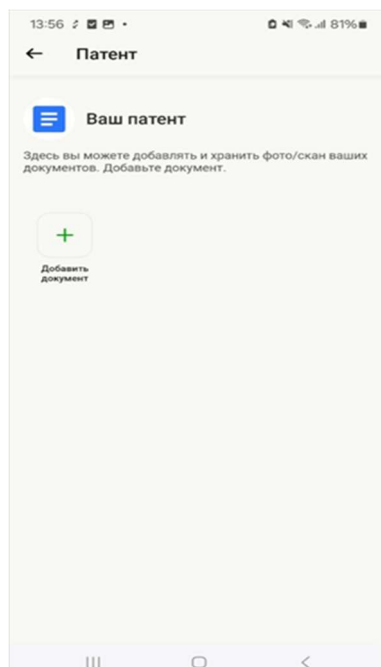 13:56
81%
Патент
Ваш патент
Здесь вы можете добавлять и хранить фото/скан ваших
документов. Добавьте документ.
Добавить
документ